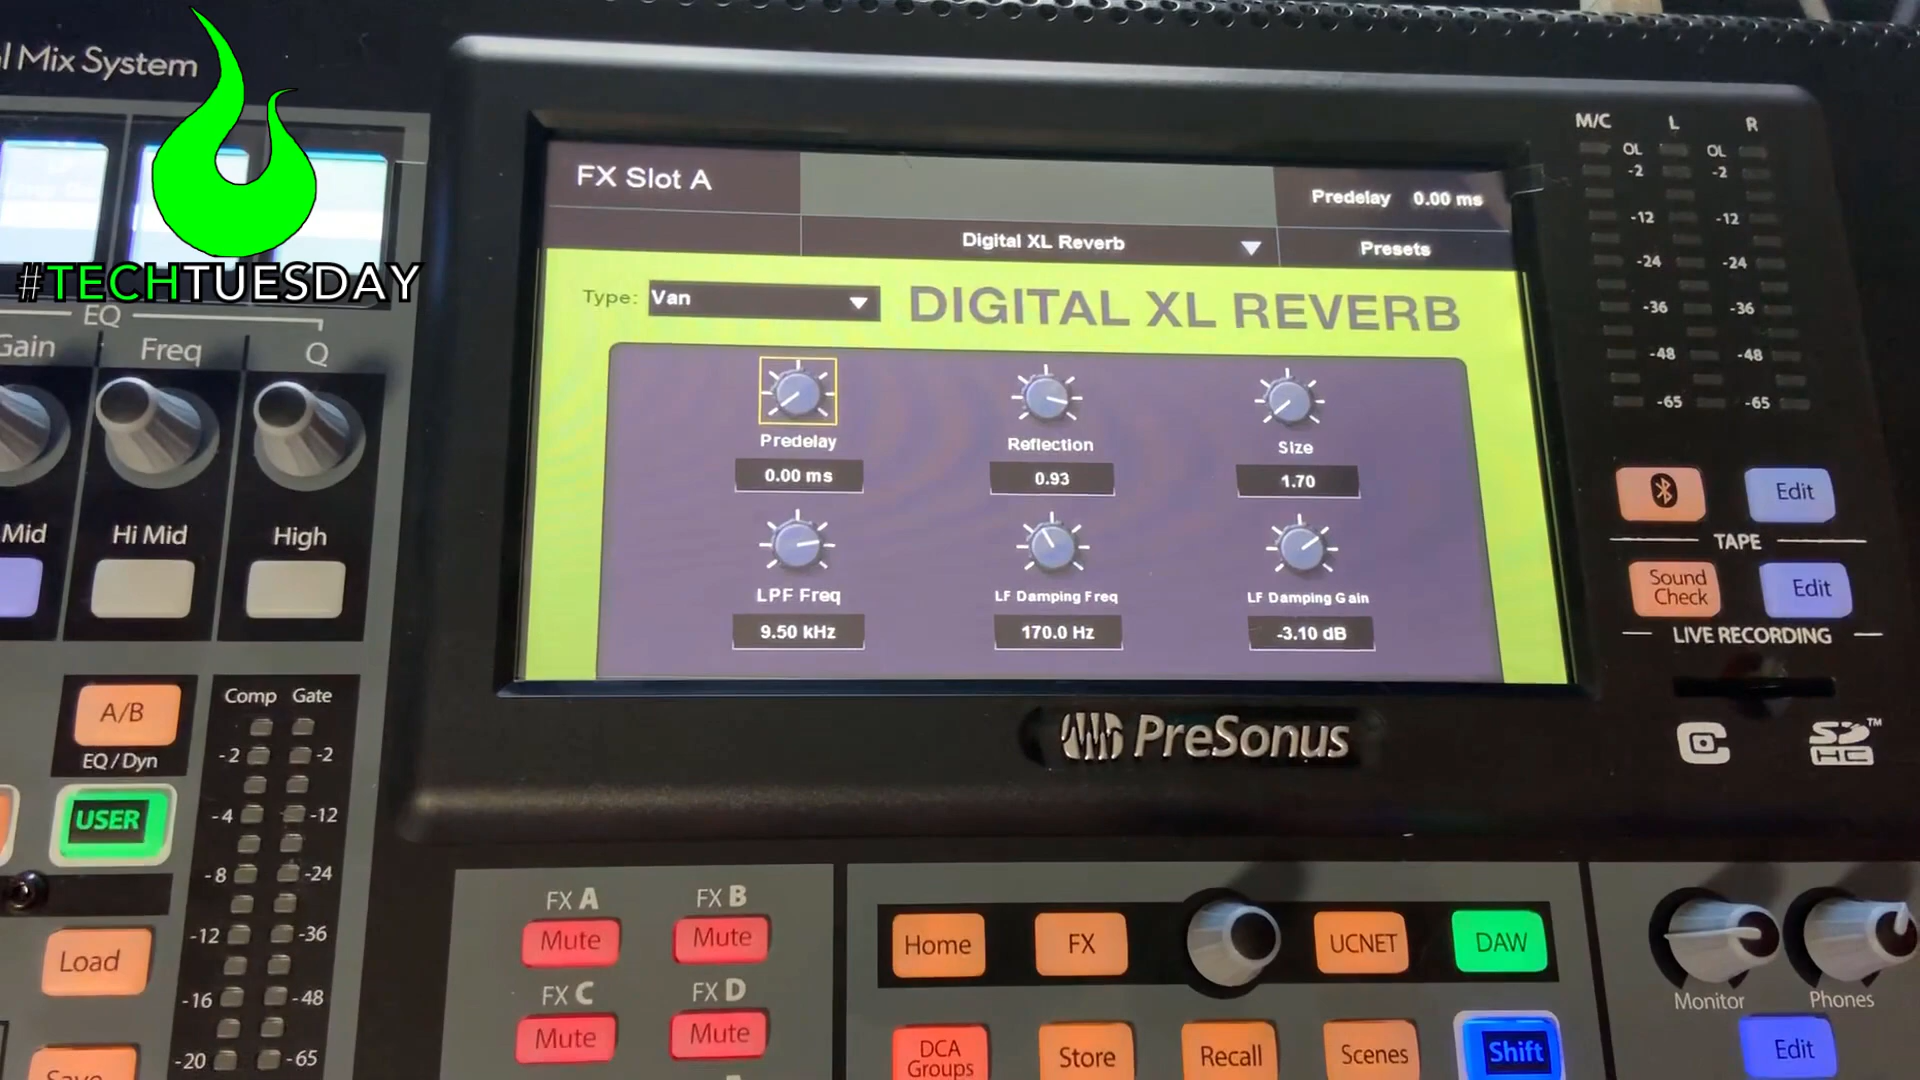 l Mix System
#TECHTUESDAY
EQ
Gain Freq Q
Mid Hi Mid High
A/B
EQ / Dyn
USER
Load
Save
Comp Gate
-2 -2
-4 -12
-8 -24
-12 -36
-16 -48
-20 -65
FX Slot A
Predelay 0.00 ms
Digital XL Reverb
Presets
Type: Van
DIGITAL XL REVERB
Predelay Reflection Size
0.00 ms 0.93 1.70
LPF Freq LF Damping Freq LF Damping Gain
9.50 kHz 170.0 Hz -3.10 dB
PreSonus
M/C L R
OL OL
-2 -2
-12 -12
-24 -24
-36 -36
-48 -48
-65 -65
Edit
TAPE
Sound
Check
Edit
LIVE RECORDING
SD™
HC
FX A FX B
Mute Mute
FX C FX D
Mute Mute
Home FX UCNET DAW
DCA
Groups
Store Recall Scenes Shift
Monitor Phones
Edit